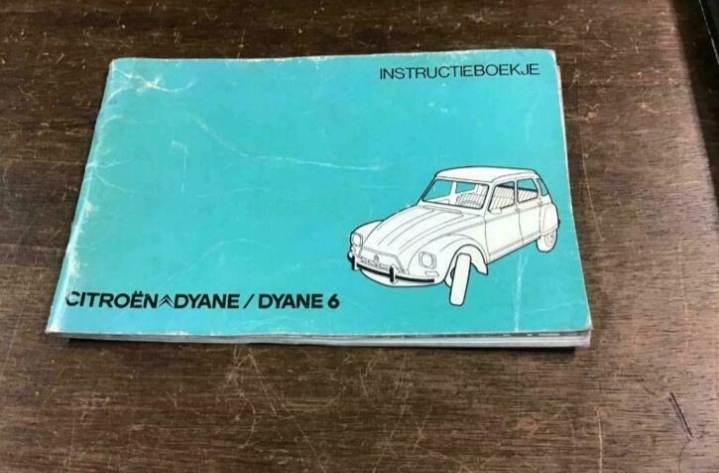 INSTRUCTIEBOEKJE
CITROËN DYANE / DYANE 6